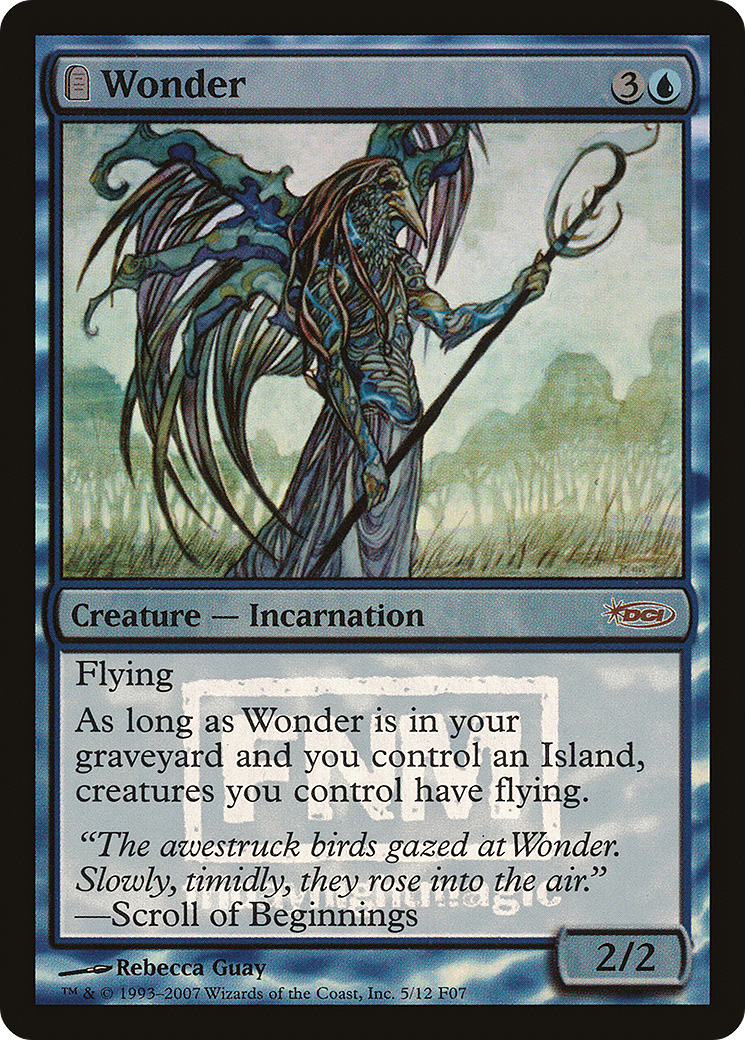 Wonder
3
DCI
Creature — Incarnation
Flying
FNM
As long as Wonder is in your
graveyard and you control an Island,
creatures you control have flying.
“The awestruck birds gazed at Wonder.
Slowly, timidly, they rose into the air.”
—Scroll of Beginnings
2/2
Rebecca Guay
™ & © 1993–2007 Wizards of the Coast, Inc. 5/12 F07